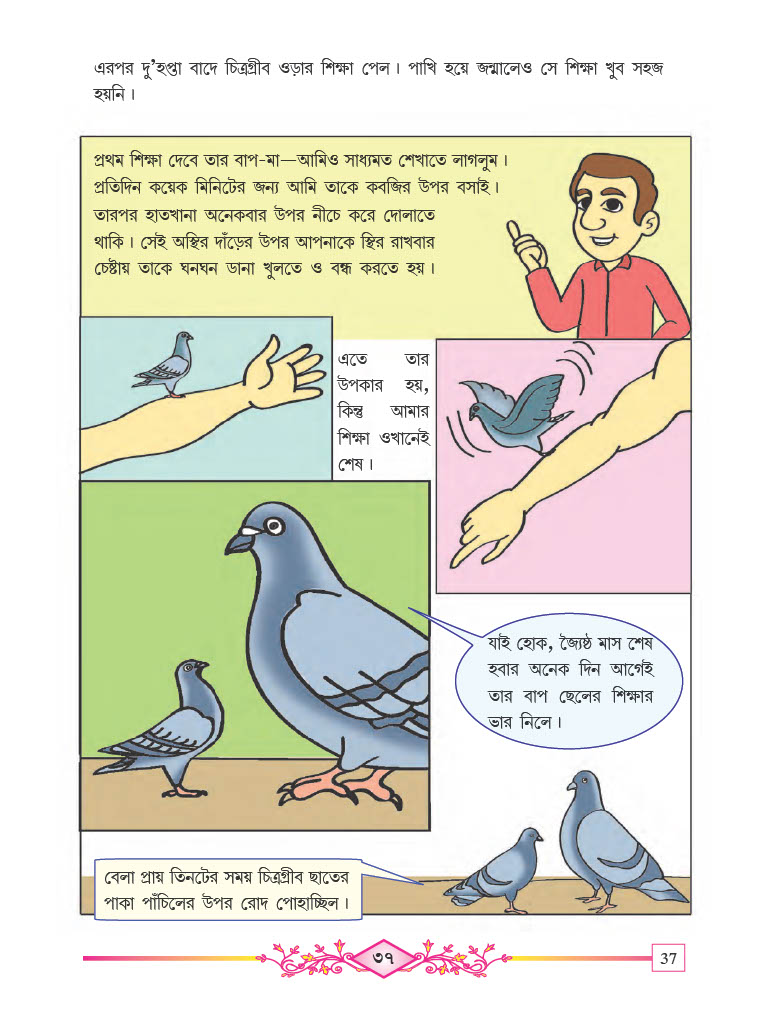 এরপর দু’হপ্তা বাদে চিত্রগ্রীব ওড়ার শিক্ষা পেল। পাখি হয়ে জন্মালেও সে শিক্ষা খুব সহজ
হয়নি।
প্রথম শিক্ষা দেবে তার বাপ-মা—আমিও সাধ্যমত শেখাতে লাগলুম।
প্রতিদিন কয়েক মিনিটের জন্য আমি তাকে কবজির উপর বসাই।
তারপর হাতখানা অনেকবার উপর নীচে করে দোলাতে
থাকি। সেই অস্থির দাঁড়ের উপর আপনাকে স্থির রাখবার
চেষ্টায় তাকে ঘনঘন ডানা খুলতে ও বন্ধ করতে হয়।
এতে তার
উপকার হয়,
কিন্তু আমার
শিক্ষা ওখানেই
শেষ।
যাই হোক, জ্যৈষ্ঠ মাস শেষ
হবার অনেক দিন আগেই
তার বাপ ছেলের শিক্ষার
ভার নিলে।
বেলা প্রায় তিনটের সময় চিত্রগ্রীব ছাতের
পাকা পাঁচিলের উপর রোদ পোহাচ্ছিল।
৩৭
37